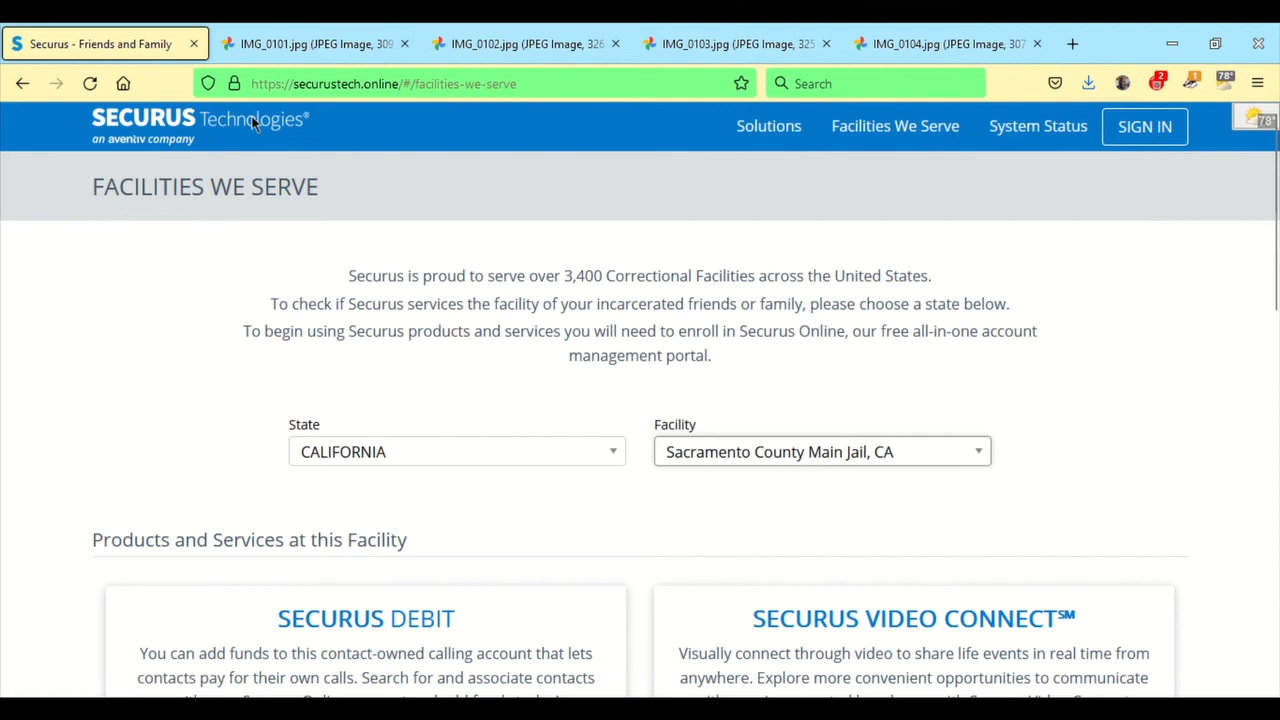 Securus - Friends and Family
IMG_0101.jpg (JPEG Image, 309
IMG_0102.jpg (JPEG Image, 326
IMG_0103.jpg (JPEG Image, 325
IMG_0104.jpg (JPEG Image, 307
https://securustech.online/#/facilities-we-serve
Search
2
1
78°
SECURUS Technologies®
an aventiv company
Solutions
Facilities We Serve
System Status
SIGN IN
78°
FACILITIES WE SERVE
Securus is proud to serve over 3,400 Correctional Facilities across the United States.
To check if Securus services the facility of your incarcerated friends or family, please choose a state below.
To begin using Securus products and services you will need to enroll in Securus Online, our free all-in-one account
management portal.
State
Facility
CALIFORNIA
Sacramento County Main Jail, CA
Products and Services at this Facility
SECURUS DEBIT
You can add funds to this contact-owned calling account that lets
contacts pay for their own calls. Search for and associate contacts
SECURUS VIDEO CONNECT℠
Visually connect through video to share life events in real time from
anywhere. Explore more convenient opportunities to communicate